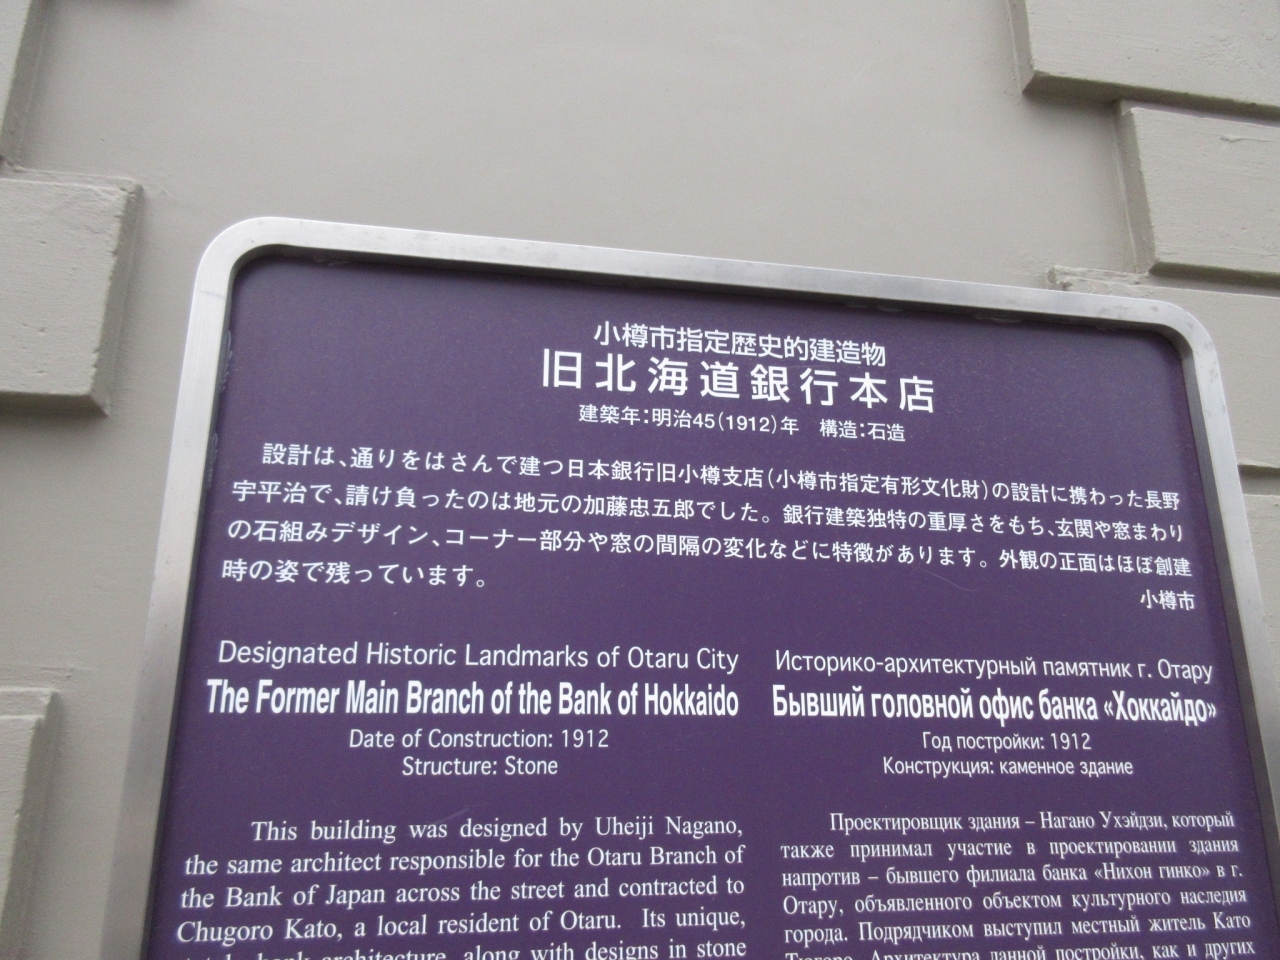 小樽市指定歴史的建造物
旧北海道銀行本店
建築年:明治45(1912)年 構造:石造
設計は、通りをはさんで建つ日本銀行旧小樽支店(小樽市指定有形文化財)の設計に携わった長野
宇平治で、請け負ったのは地元の加藤忠五郎でした。銀行建築独特の重厚さをもち、玄関や窓まわり
の石組みデザイン、コーナー部分や窓の間隔の変化などに特徴があります。外観の正面はほぼ創建
時の姿で残っています。
小樽市
Designated Historic Landmarks of Otaru City
The Former Main Branch of the Bank of Hokkaido
Date of Construction: 1912
Structure: Stone
This building was designed by Uheiji Nagano,
the same architect responsible for the Otaru Branch of
the Bank of Japan across the street and contracted to
Chugoro Kato, a local resident of Otaru. Its unique,
bank architecture, along with designs in stone
Историко-архитектурный памятник г. Отару
Бывший головной офис банка «Хоккайдо»
Год постройки: 1912
Конструкция: каменное здание
Проектировщик здания – Нагано Ухэйдзи, который
также принимал участие в проектировании здания
напротив – бывшего филиала банка «Нихон гинко» в г.
Отару, объявленного объектом культурного наследия
города. Подрядчиком выступил местный житель Като
Тюгоро. Архитектура данной постройки, как и других